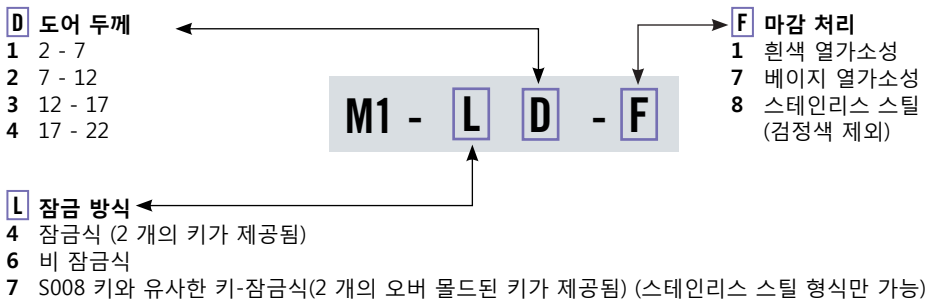 D 도어 두께
1 2 - 7
2 7 - 12
3 12 - 17
4 17 - 22
F 마감 처리
1 흰색 열가소성
7 베이지 열가소성
8 스테인리스 스틸
(검정색 제외)
M1 - L D - F
L 잠금 방식
4 잠금식 (2 개의 키가 제공됨)
6 비 잠금식
7 S008 키와 유사한 키-잠금식(2 개의 오버 몰드된 키가 제공됨) (스테인리스 스틸 형식만 가능)